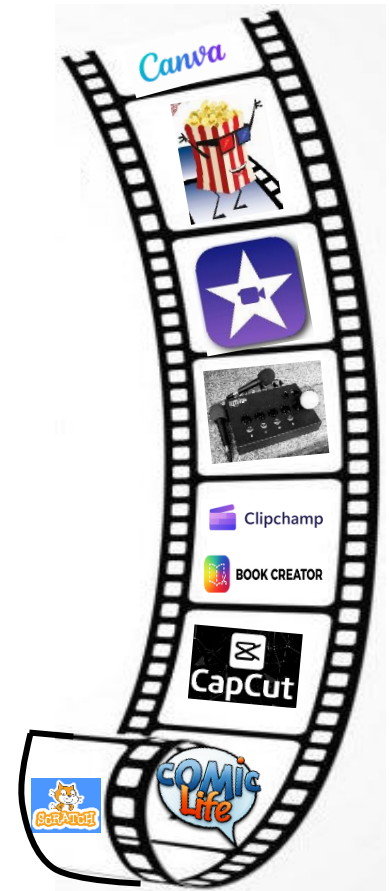 Canva
Clipchamp
BOOK CREATOR
CapCut
COMiC
Life
SCRATCH